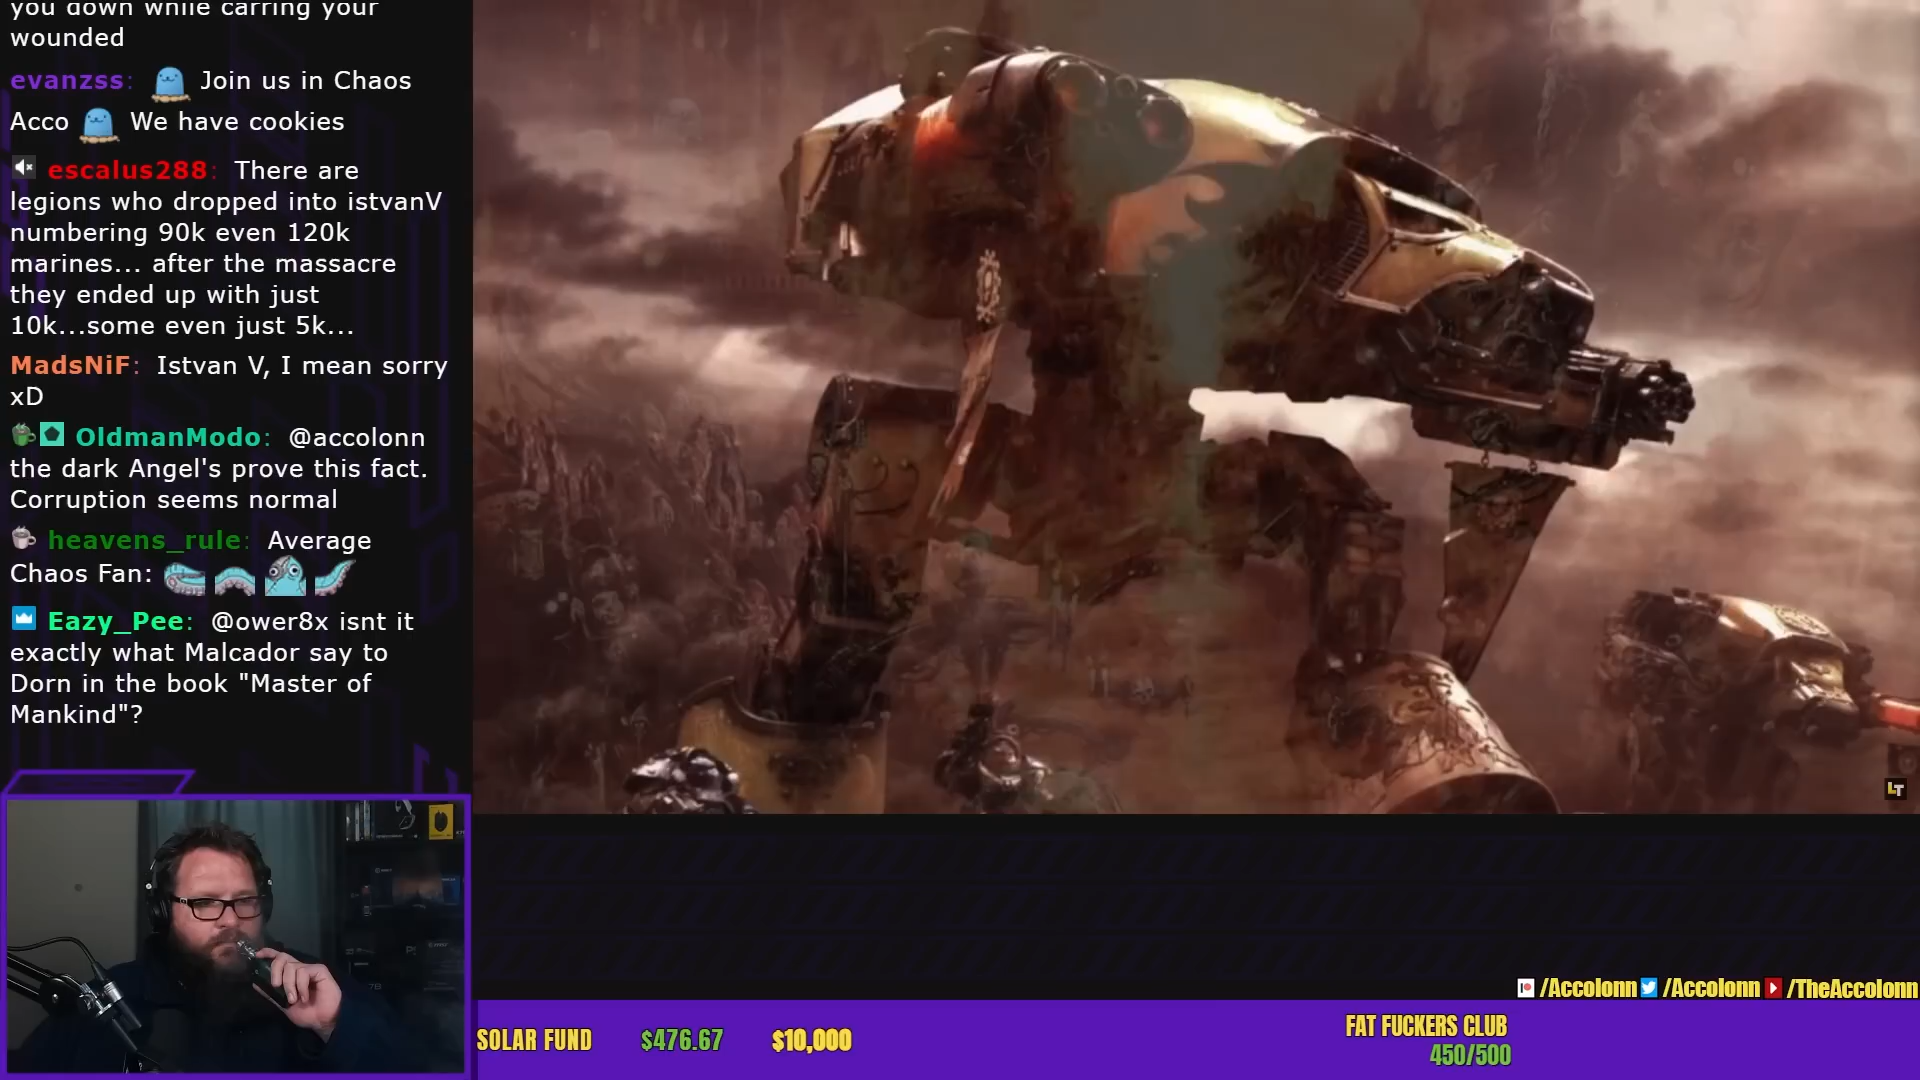 you down while carring your
wounded
evanzss: Join us in Chaos
Acco We have cookies
escalus288: There are
legions who dropped into istvanV
numbering 90k even 120k
marines... after the massacre
they ended up with just
10k...some even just 5k...
MadsNiF: Istvan V, I mean sorry
xD
OldmanModo: @accolonn
the dark Angel's prove this fact.
Corruption seems normal
heavens_rule: Average
Chaos Fan:
Eazy_Pee: @ower8x isnt it
exactly what Malcador say to
Dorn in the book "Master of
Mankind"?
LT
/Accolonn /Accolonn /TheAccolonn
SOLAR FUND $476.67 $10,000
FAT FUCKERS CLUB
450/500